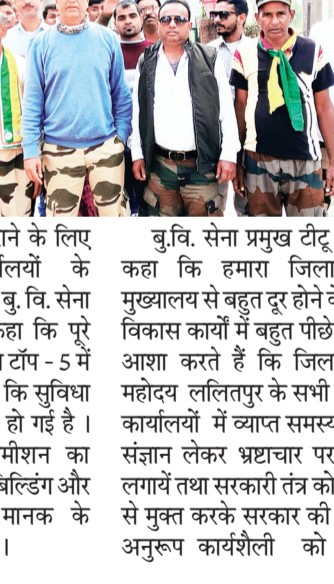 ाने के लिए
लियों के
बु. वि. सेना
कहा कि पूरे
टॉप - 5 में
कि सुविधा
हो गई है ।
मीशन का
बिल्डिंग और
मानक के
।
बु.वि. सेना प्रमुख टीटू
कहा कि हमारा जिला
मुख्यालय से बहुत दूर होने के
विकास कार्यों में बहुत पीछे
आशा करते हैं कि जिल
महोदय ललितपुर के सभी
कार्यालयों में व्याप्त समस्य
संज्ञान लेकर भ्रष्टाचार पर
लगायें तथा सरकारी तंत्र को
से मुक्त करके सरकार की
अनुरूप कार्यशैली को